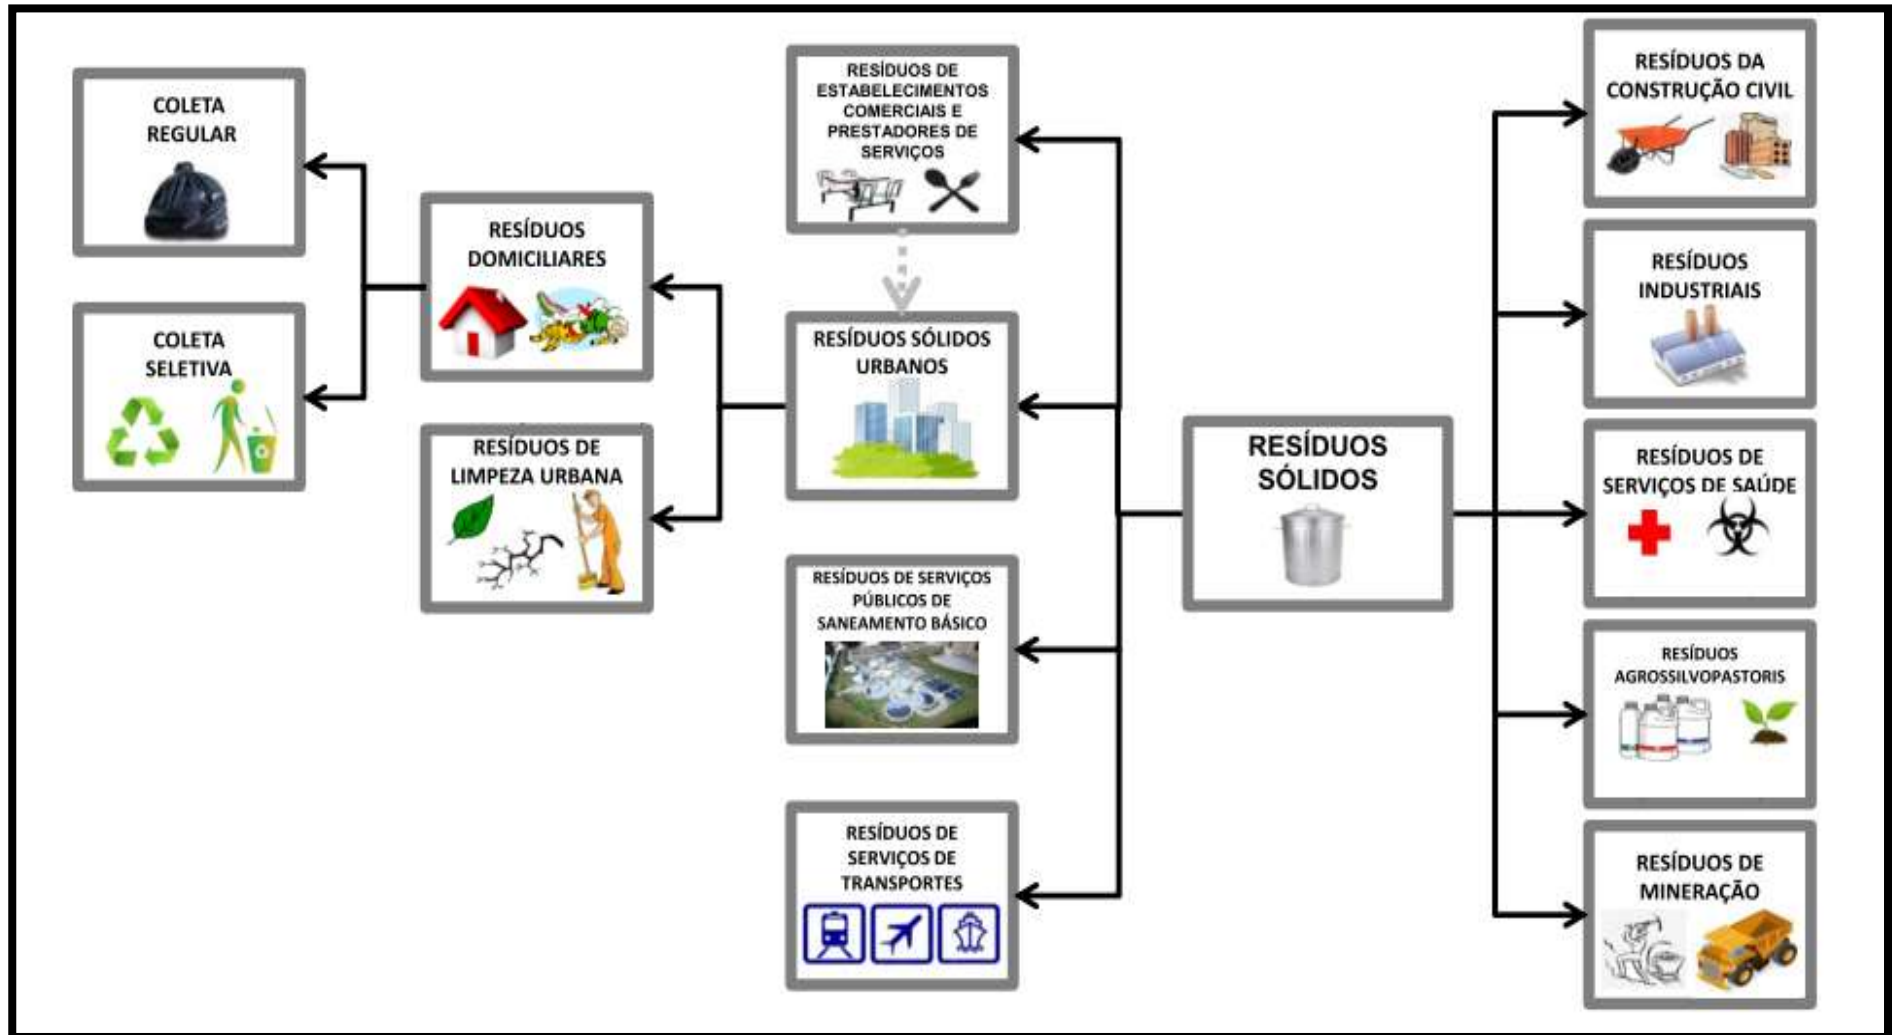 COLETA
REGULAR
COLETA
SELETIVA
RESÍDUOS
DOMICILIARES
RESÍDUOS DE
LIMPEZA URBANA
RESÍDUOS DE
ESTABELECIMENTOS
COMERCIAIS E
PRESTADORES DE
SERVIÇOS
RESÍDUOS SÓLIDOS
URBANOS
RESÍDUOS DE SERVIÇOS
PÚBLICOS DE
SANEAMENTO BÁSICO
RESÍDUOS DE
SERVIÇOS DE
TRANSPORTES
RESÍDUOS
SÓLIDOS
RESÍDUOS DA
CONSTRUÇÃO CIVIL
RESÍDUOS
INDUSTRIAIS
RESÍDUOS DE
SERVIÇOS DE SAÚDE
RESÍDUOS
AGROSSILVOPASTORIS
RESÍDUOS DE
MINERAÇÃO